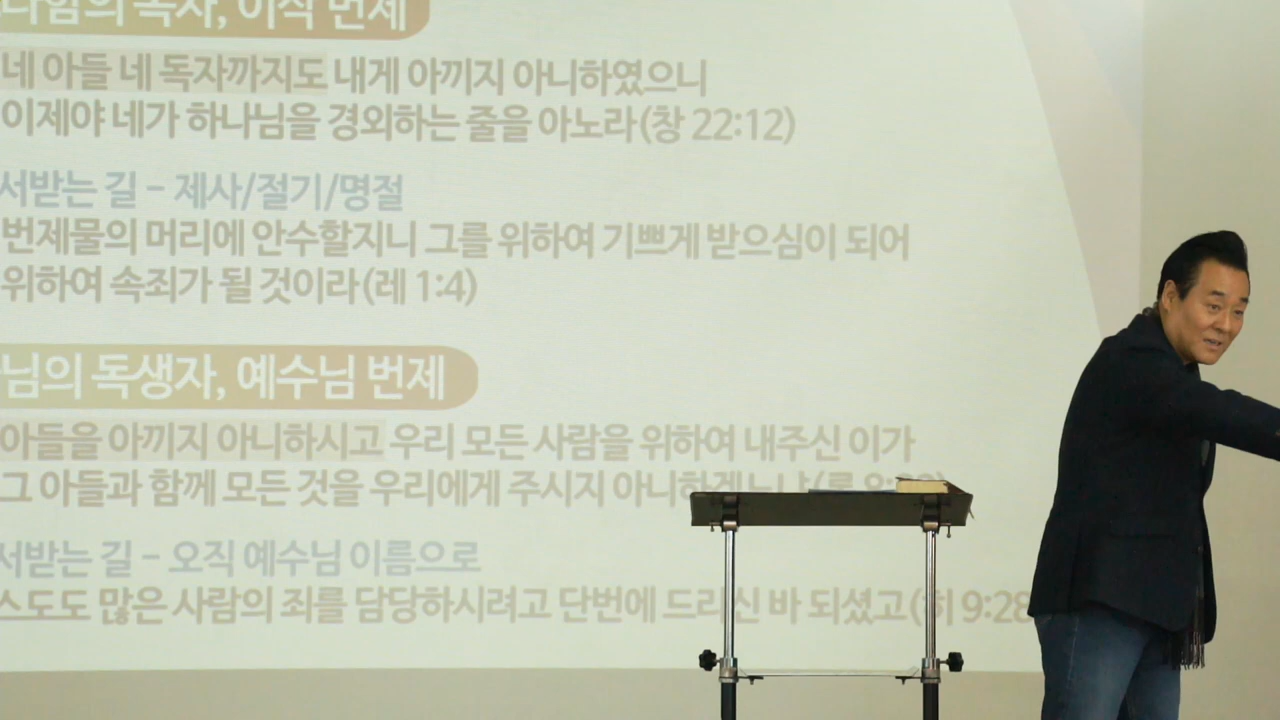 독자, 이삭 번제
네 아들 네 독자까지도 내게 아끼지 아니하였으니
이제야 네가 하나님을 경외하는 줄을 아노라(창 22:12)
받는 길 - 제사/절기/명절
번제물의 머리에 안수할지니 그를 위하여 기쁘게 받으심이 되어
위하여 속죄가 될 것이라(레 1:4)
님의 독생자, 예수님 번제
아들을 아끼지 아니하시고 우리 모든 사람을 위하여 내주신 이가
그 아들과 함께 모든 것을 우리에게 주시지 아니하겠느냐
받는 길 - 오직 예수님 이름으로
스도도 많은 사람의 죄를 담당하시려고 단번에 드리신 바 되셨고(히 9:28